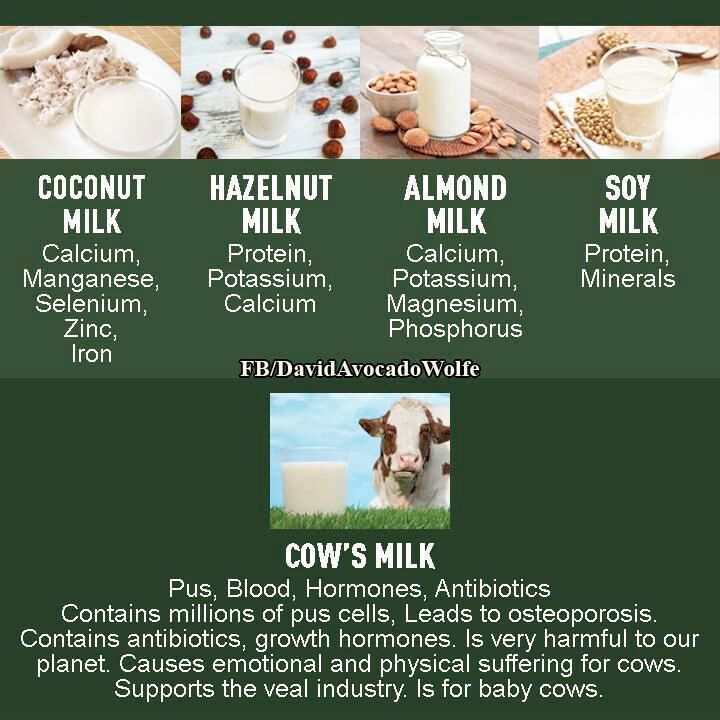 COCONUT MILK
Calcium,
Manganese,
Selenium,
Zinc,
Iron
HAZELNUT MILK
Protein,
Potassium,
Calcium
ALMOND MILK
Calcium,
Potassium,
Magnesium,
Phosphorus
SOY MILK
Protein,
Minerals
FB/DavidAvocadoWolfe
COW'S MILK
Pus, Blood, Hormones, Antibiotics
Contains millions of pus cells, Leads to osteoporosis.
Contains antibiotics, growth hormones. Is very harmful to our
planet. Causes emotional and physical suffering for cows.
Supports the veal industry. Is for baby cows.